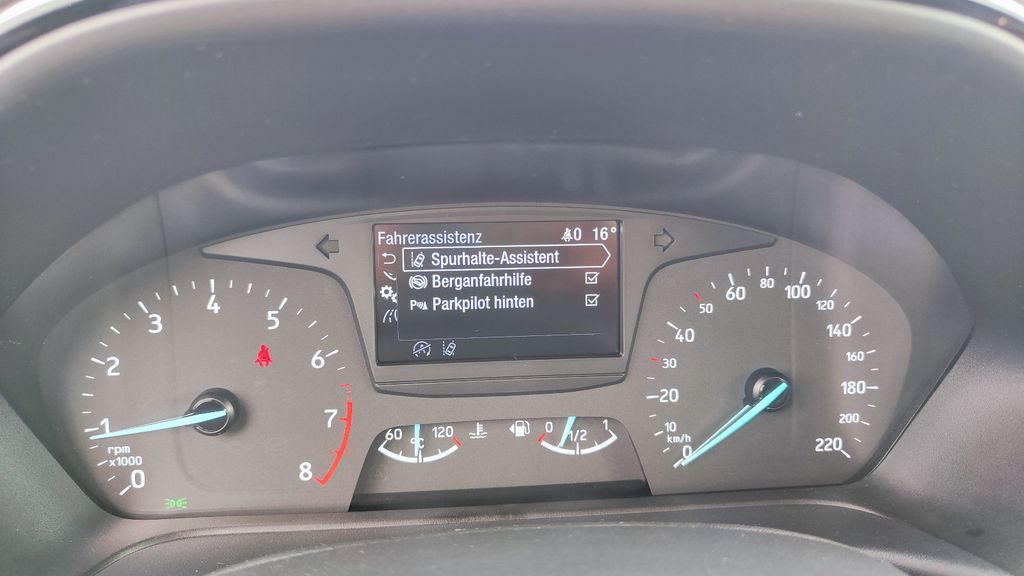 Fahrerassistenz 0 16°
Spurhalte-Assistent
Berganfahrhilfe
P Parkpilot hinten
0
1
2
3
4
5
6
7
8
rpm
x1000
60 °C 120
0 1/2 1
0
10
20
30
40
50
60
80
100
120
140
160
180
200
220
km/h